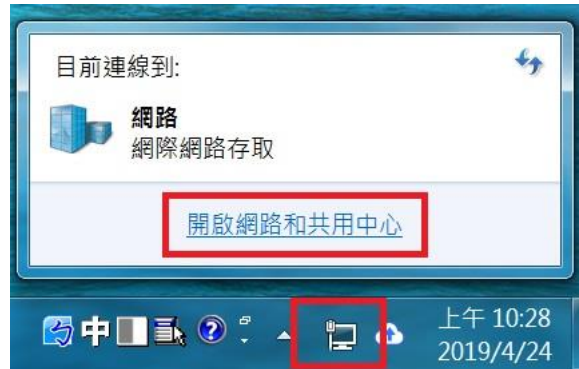 目前連線到:
網路
網際網路存取
開啟網路和共用中心
中
上午 10:28
2019/4/24